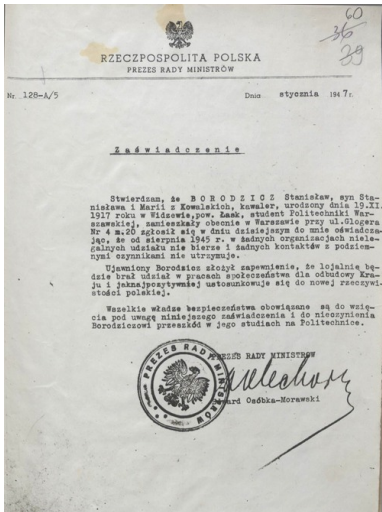 60
36
39
RZECZPOSPOLITA POLSKA
PREZES RADY MINISTRÓW
Nr 128-A/5 Dnia stycznia 1947 r.
Zaświadczenie
Stwierdzam, że BORODZICZ Stanisław, syn Sta-
nisława i Marii z Kowalskich, kawaler, urodzony dnia 19.XI.
1917 roku w Widzewie, pow. Łask, student Politechniki War-
szawskiej, zamieszkały obecnie w Warszawie przy ul.Glogera
Nr 4 m.20 zgłosił się w dniu dzisiejszym do mnie oświadcza-
jąc, że od sierpnia 1945 r. w żadnych organizacjach niele-
galnych udziału nie bierze i żadnych kontaktów z podziem-
nymi czynnikami nie utrzymuje.
Ujawniony Borodzicz złożył zapewnienie, że lojalnie bę-
dzie brał udział w pracach społeczeństwa dla odbudowy Kra-
ju i jaknajpozytywniej ustosunkuje się do nowej rzeczywi-
stości polskiej.
Wszelkie władze bezpieczeństwa obowiązane są do wzię-
cia pod uwagę niniejszego zaświadczenia i do nieczynienia
Borodziczowi przeszkód w jego studiach na Politechnice.
PREZES RADY MINISTRÓW
PREZES RADY MINISTRÓW
Edward Osóbka-Morawski